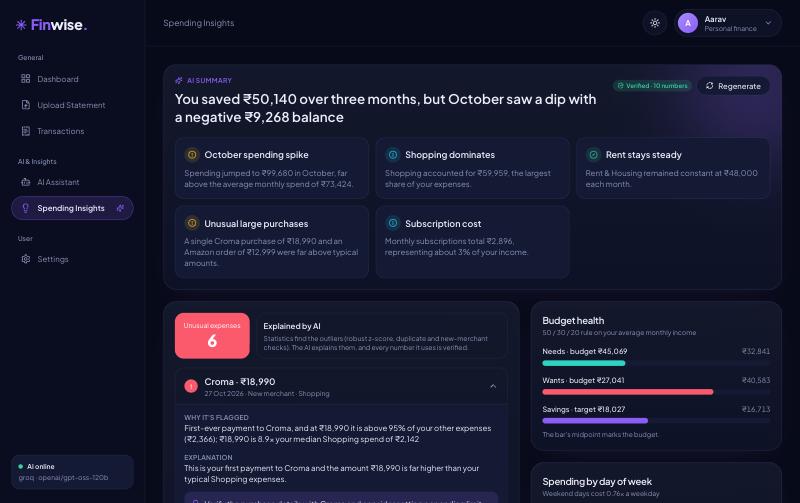 Finwise.
General
Dashboard
Upload Statement
Transactions
AI & Insights
AI Assistant
Spending Insights
User
Settings
AI online
groq · openai/gpt-oss-120b
Spending Insights
A
Aarav
Personal finance
AI SUMMARY
Verified · 10 numbers
Regenerate
You saved ₹50,140 over three months, but October saw a dip with
a negative ₹9,268 balance
October spending spike
Spending jumped to ₹99,680 in October, far
above the average monthly spend of ₹73,424.
Shopping dominates
Shopping accounted for ₹59,959, the largest
share of your expenses.
Rent stays steady
Rent & Housing remained constant at ₹48,000
each month.
Unusual large purchases
A single Croma purchase of ₹18,990 and an
Amazon order of ₹12,999 were far above typical
amounts.
Subscription cost
Monthly subscriptions total ₹2,896,
representing about 3% of your income.
Unusual expenses
6
Explained by AI
Statistics find the outliers (robust z-score, duplicate and new-merchant
checks). The AI explains them, and every number it uses is verified.
Croma · ₹18,990
27 Oct 2026 · New merchant · Shopping
WHY IT'S FLAGGED
First-ever payment to Croma, and at ₹18,990 it is above 95% of your other expenses
(₹2,366); ₹18,990 is 8.9× your median Shopping spend of ₹2,142
EXPLANATION
This is your first payment to Croma and the amount ₹18,990 is far higher than your
typical Shopping expenses.
Budget health
50 / 30 / 20 rule on your average monthly income
Needs · budget ₹45,069
₹32,841
Wants · budget ₹27,041
₹40,583
Savings · target ₹18,027
₹16,713
The bar's midpoint marks the budget.
Spending by day of week
Weekend days cost 0.76× a weekday